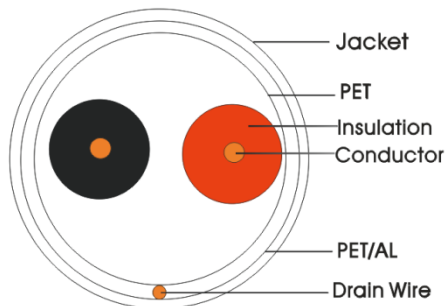 Jacket
PET
Insulation
Conductor
PET/AL
Drain Wire